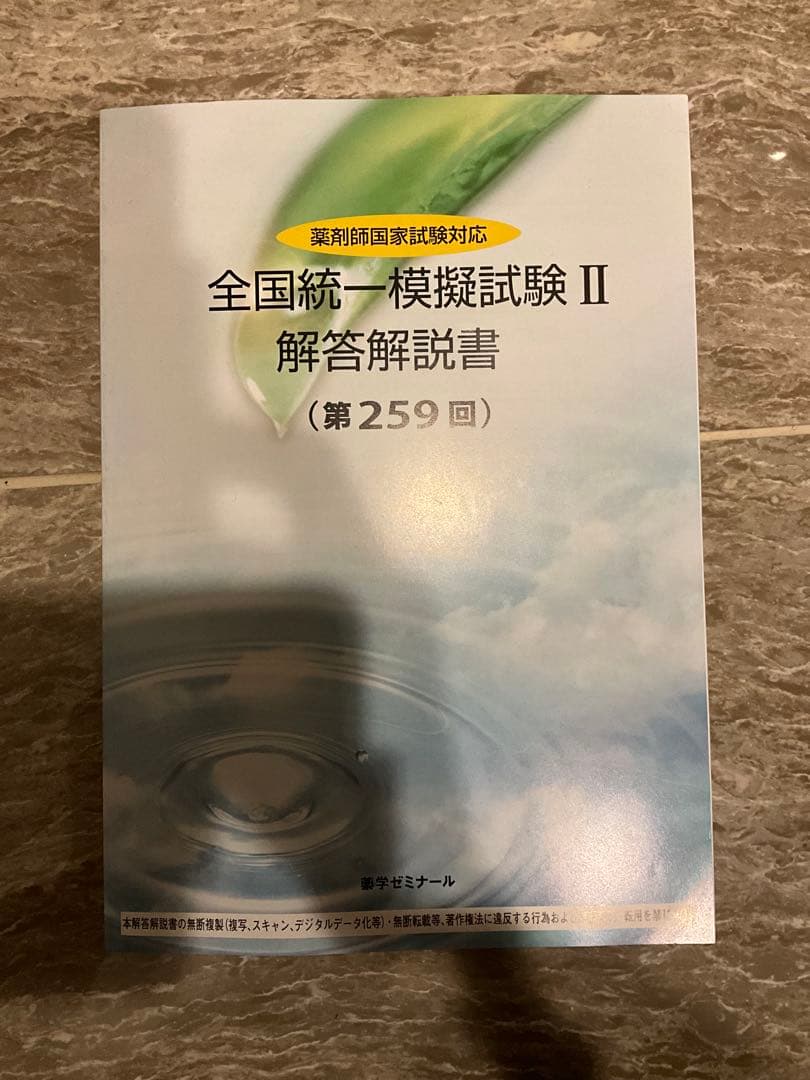 薬剤師国家試験対応
全国統一模擬試験 II
解答解説書
（第259回）
薬学ゼミナール
本解答解説書の無断複製（複写、スキャン、デジタルデータ化等）・無断転載等、著作権法に違反する行為およ 転用を禁